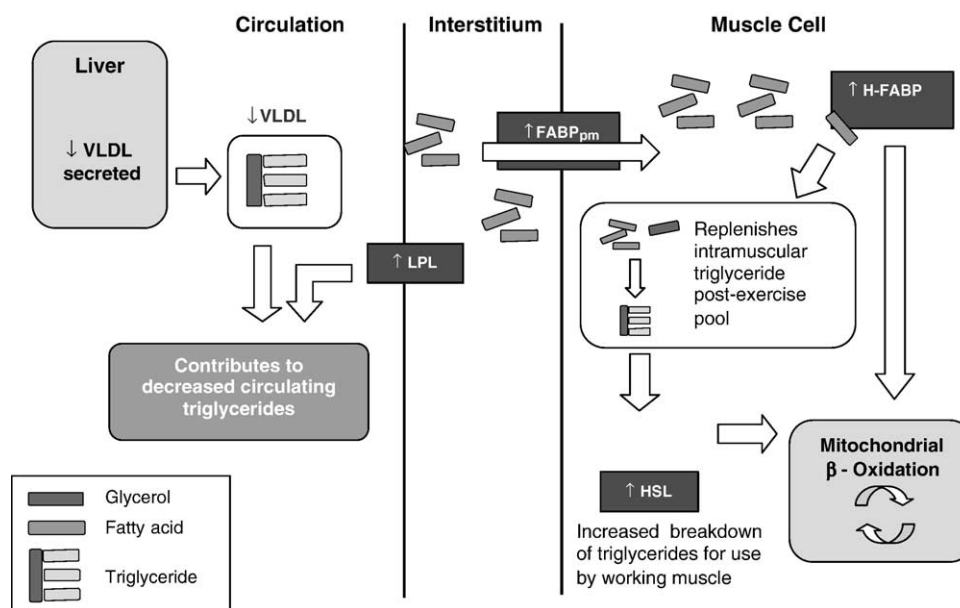 Circulation
Interstitium
Muscle Cell
Liver
↓ VLDL
secreted
↓VLDL
↑ FABPpm
↑ H-FABP
↑ LPL
Replenishes
intramuscular
triglyceride
post-exercise
pool
Contributes to
decreased circulating
triglycerides
Mitochondrial
β - Oxidation
↑ HSL
Increased breakdown
of triglycerides for use
by working muscle
Glycerol
Fatty acid
Triglyceride